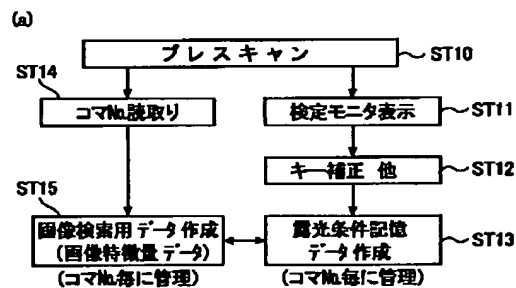 (a)
プレスキャン
ST10
ST14
コマNo.読取り
検定モニタ表示
ST11
キー補正 他
ST12
ST15
画像検索用データ作成
(画像特徴量データ)
(コマNo.毎に管理)
露光条件記憶
データ作成
ST13
(コマNo.毎に管理)